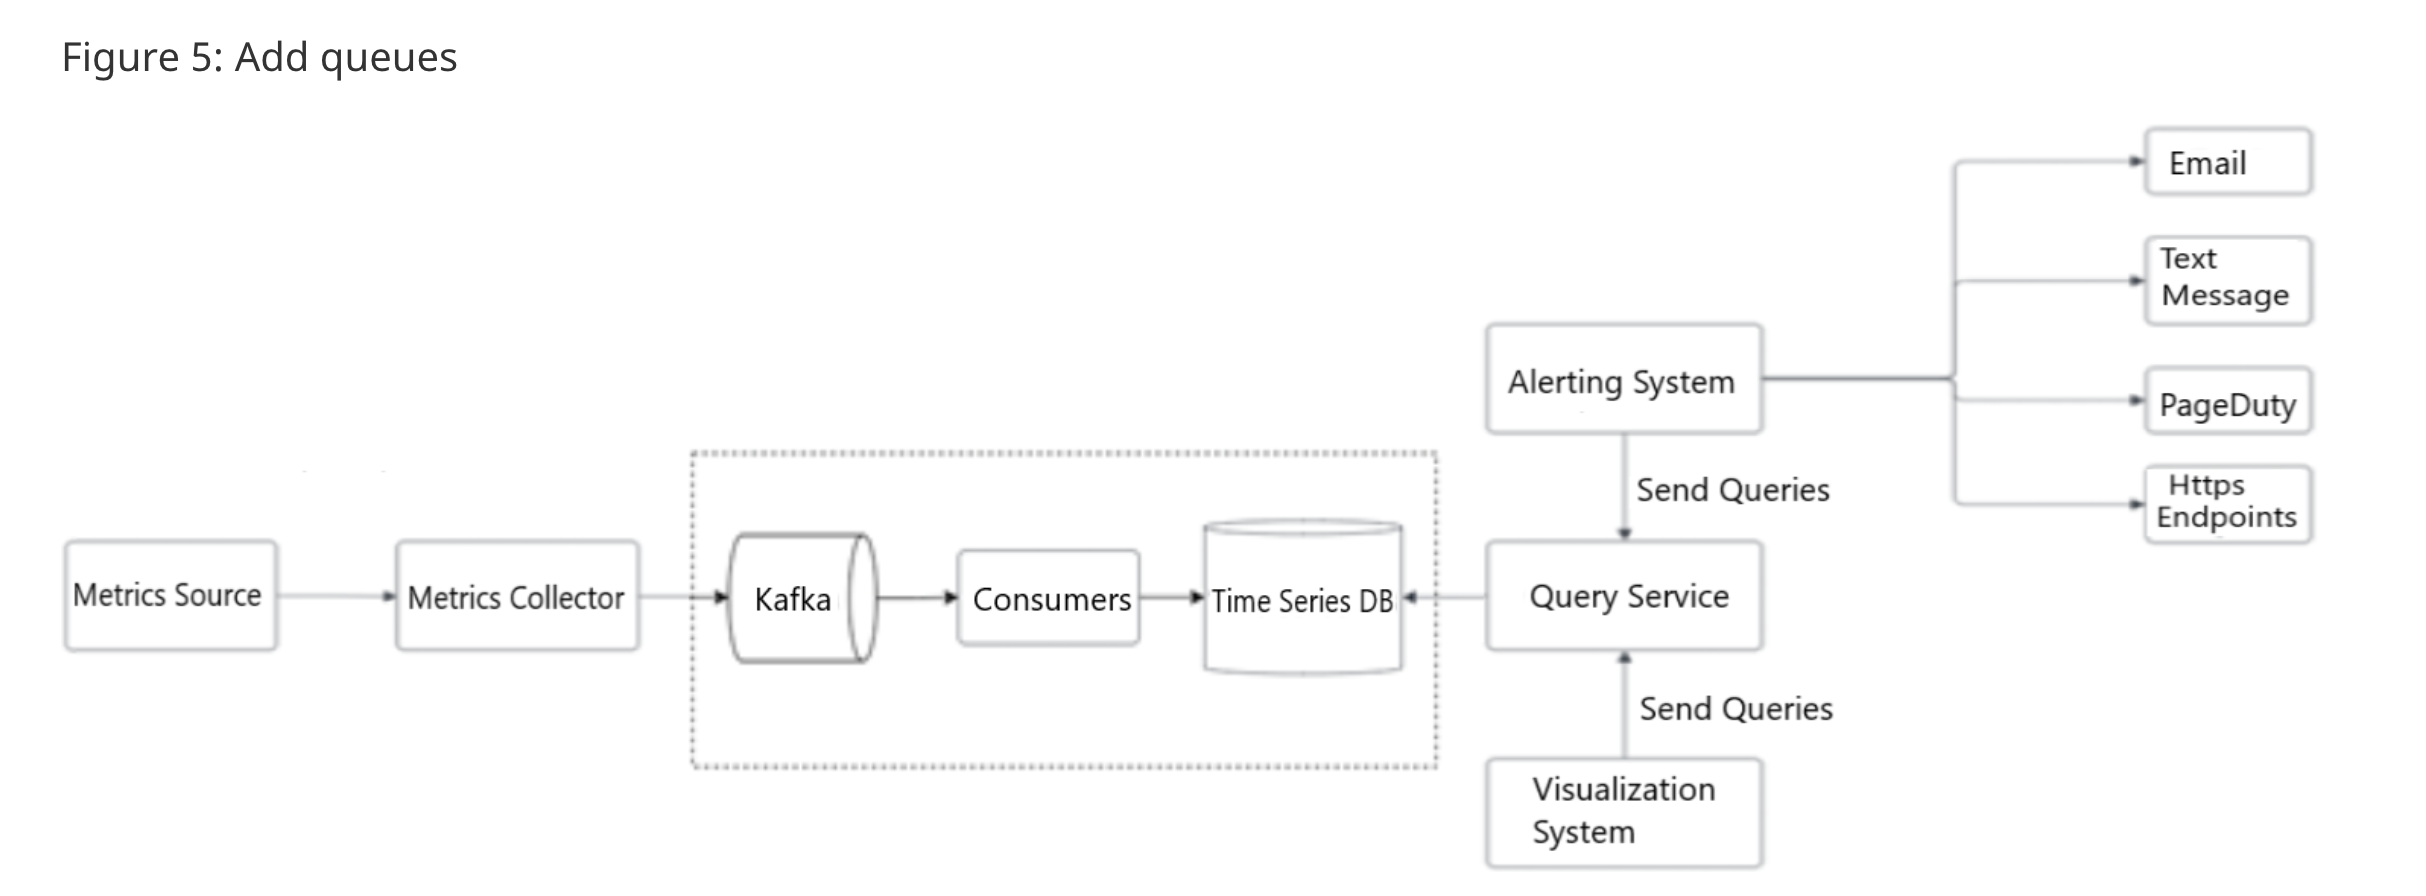 Figure 5: Add queues
Email
Text
Message
Alerting System
PageDuty
Send Queries
Https
Endpoints
Metrics Source
Metrics Collector
Kafka
Consumers
Time Series DB
Query Service
Send Queries
Visualization
System